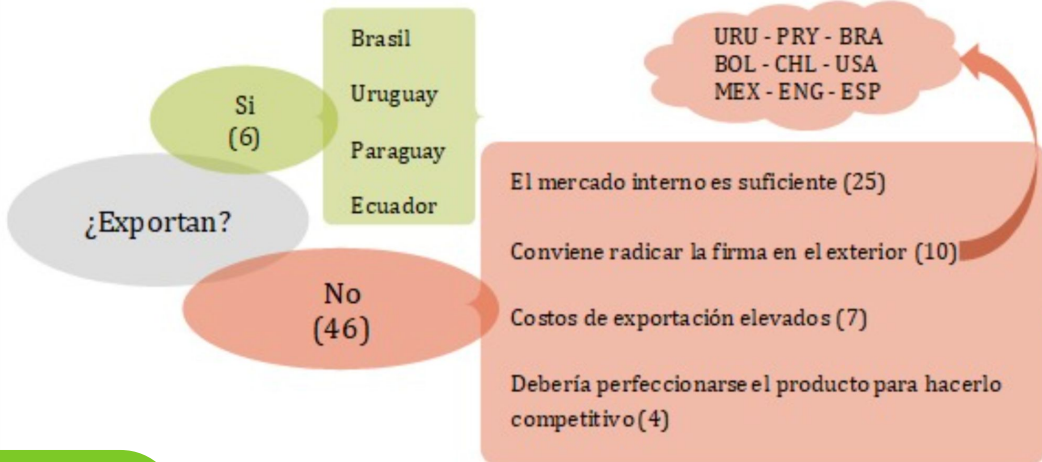 ¿Exportan?
Si
(6)
Brasil
Uruguay
Paraguay
Ecuador
No
(46)
El mercado interno es suficiente (25)
Conviene radicar la firma en el exterior (10)
Costos de exportación elevados (7)
Debería perfeccionarse el producto para hacerlo
competitivo (4)
URU - PRY - BRA
BOL - CHL - USA
MEX - ENG - ESP